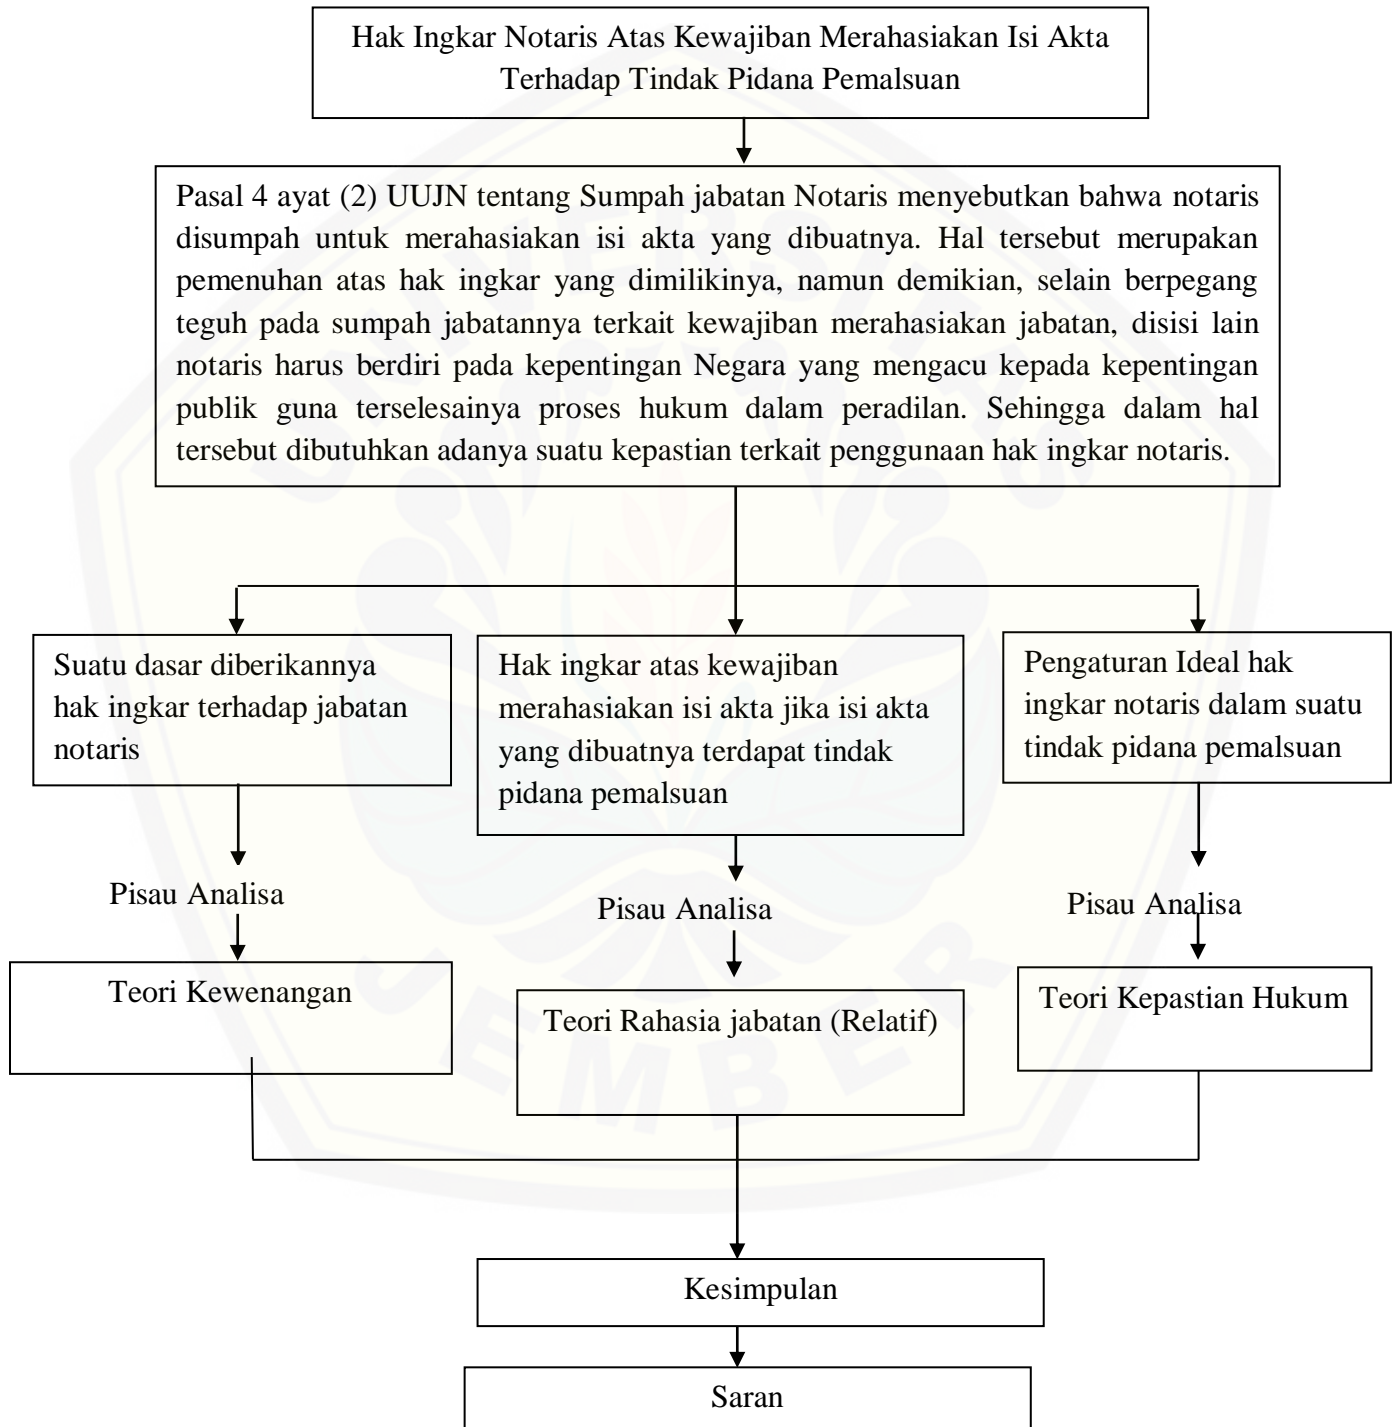 Hak Ingkar Notaris Atas Kewajiban Merahasiakan Isi Akta
Terhadap Tindak Pidana Pemalsuan
Pasal 4 ayat (2) UUJN tentang Sumpah jabatan Notaris menyebutkan bahwa notaris
disumpah untuk merahasiakan isi akta yang dibuatnya. Hal tersebut merupakan
pemenuhan atas hak ingkar yang dimilikinya, namun demikian, selain berpegang
teguh pada sumpah jabatannya terkait kewajiban merahasiakan jabatan, disisi lain
notaris harus berdiri pada kepentingan Negara yang mengacu kepada kepentingan
publik guna terselesainya proses hukum dalam peradilan. Sehingga dalam hal
tersebut dibutuhkan adanya suatu kepastian terkait penggunaan hak ingkar notaris.
Suatu dasar diberikannya
hak ingkar terhadap jabatan
notaris
Hak ingkar atas kewajiban
merahasiakan isi akta jika isi akta
yang dibuatnya terdapat tindak
pidana pemalsuan
Pengaturan Ideal hak
ingkar notaris dalam suatu
tindak pidana pemalsuan
Pisau Analisa
Pisau Analisa
Pisau Analisa
Teori Kewenangan
Teori Rahasia jabatan (Relatif)
Teori Kepastian Hukum
Kesimpulan
Saran
UNIVERSITAS
JEMBER